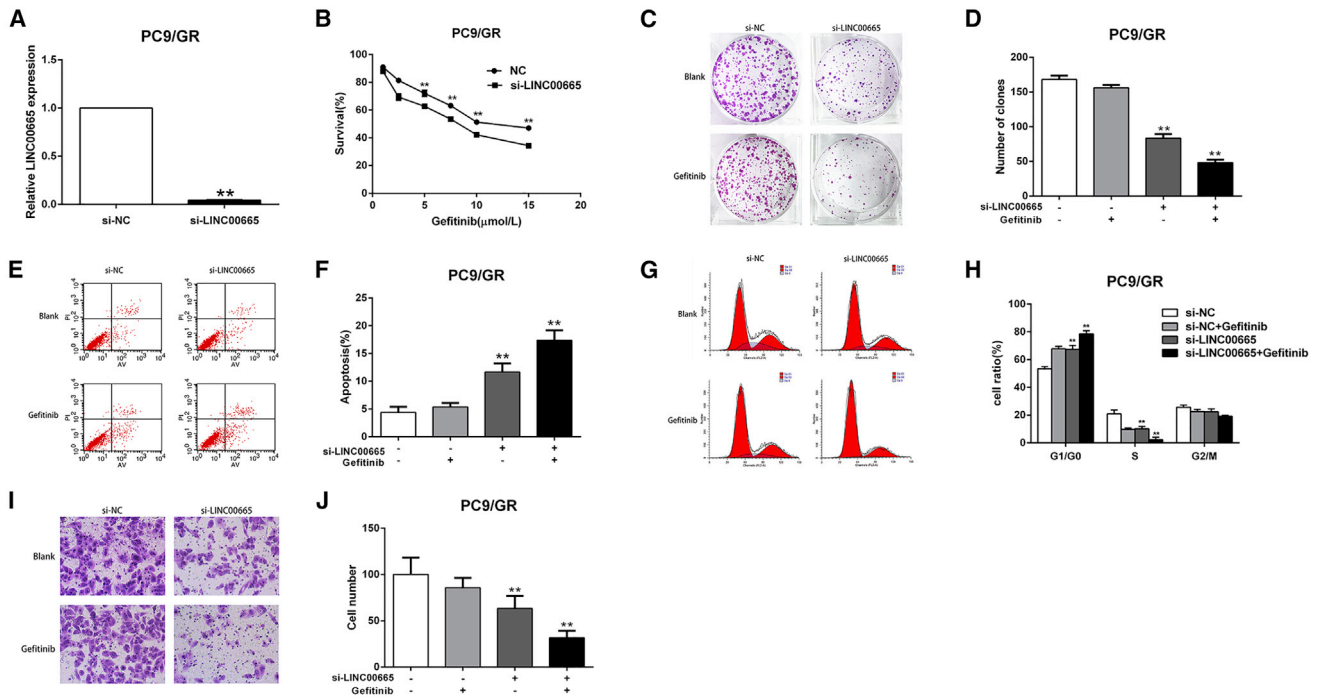 A
PC9/GR
Relative LINC00665 expression
1.5
1.0
0.5
0.0
**
si-NC si-LINC00665
B
PC9/GR
Survival(%)
100
80
60
40
20
0
NC
si-LINC00665
** ** ** **
0 5 10 15 20
Gefitinib(μmol/L)
C
si-NC si-LINC00665
Blank
Gefitinib
D
PC9/GR
Number of clones
200
150
100
50
0
** **
si-LINC00665 - - + +
Gefitinib - + - +
E
si-NC si-LINC00665
Blank
Gefitinib
PI
AV
F
PC9/GR
Apoptosis(%)
25
20
15
10
5
0
** **
si-LINC00665 - - + +
Gefitinib - + - +
G
si-NC si-LINC00665
Blank
Gefitinib
H
PC9/GR
cell ratio(%)
100
80
60
40
20
0
si-NC
si-NC+Gefitinib
si-LINC00665
si-LINC00665+Gefitinib
** ** ** **
G1/G0 S G2/M
I
si-NC si-LINC00665
Blank
Gefitinib
J
PC9/GR
Cell number
150
100
50
0
** **
si-LINC00665 - - + +
Gefitinib - + - +